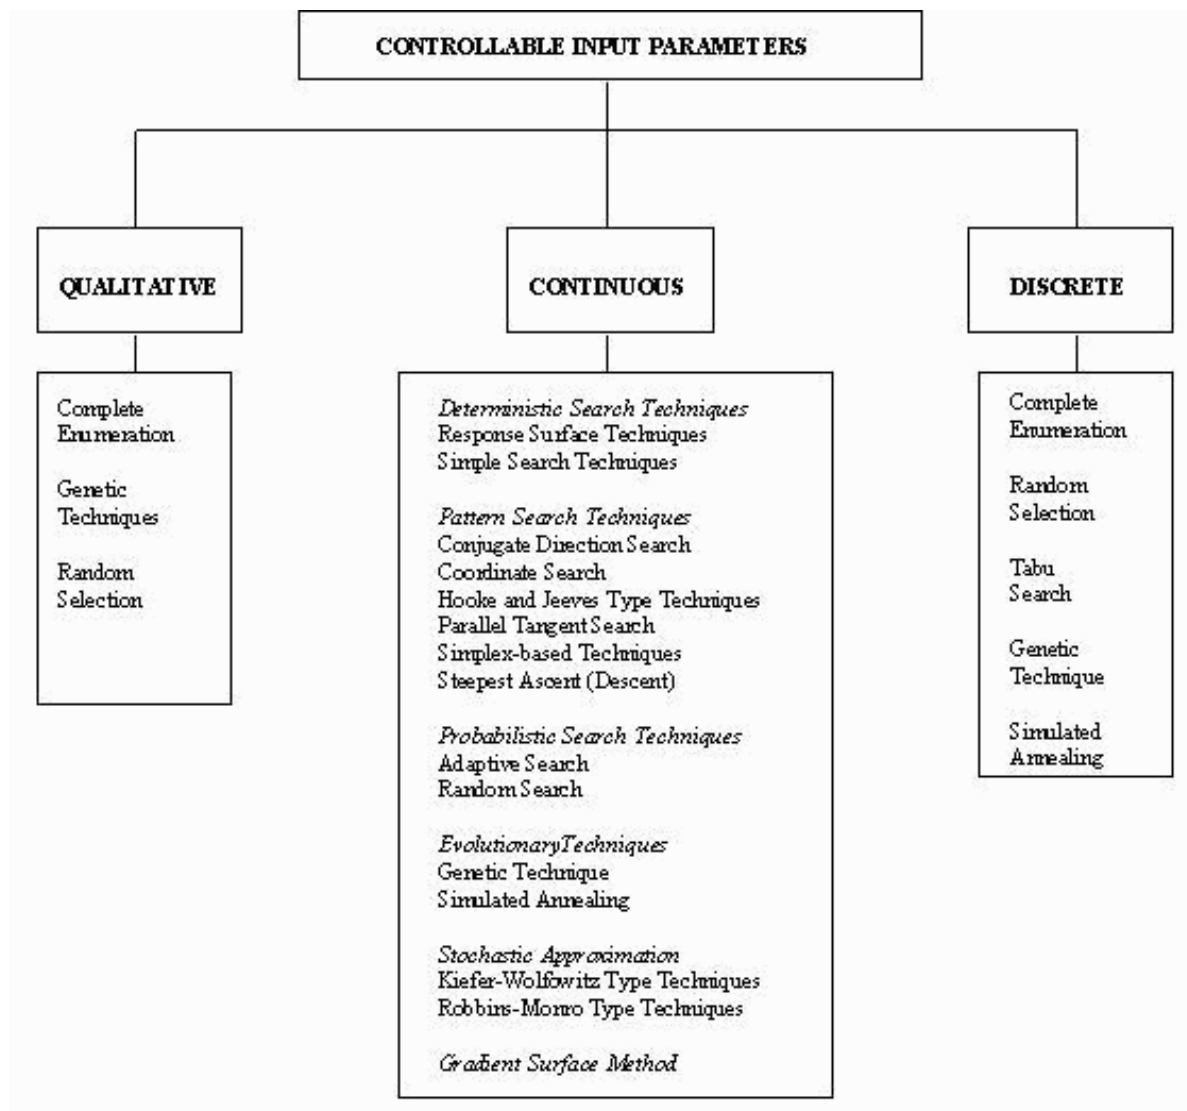 CONTROLLABLE INPUT PARAMETERS
QUALITATIVE
CONTINUOUS
DISCRETE
Complete
Enumeration
Genetic
Techniques
Random
Selection
Deterministic Search Techniques
Response Surface Techniques
Simple Search Techniques
Pattern Search Techniques
Conjugate Direction Search
Coordinate Search
Hooke and Jeeves Type Techniques
Parallel Tangent Search
Simplex-based Techniques
Steepest Ascent (Descent)
Probabilistic Search Techniques
Adaptive Search
Random Search
Evolutionary Techniques
Genetic Technique
Simulated Annealing
Stochastic Approximation
Kiefer-Wolfowitz Type Techniques
Robbins-Monro Type Techniques
Gradient Surface Method
Complete
Enumeration
Random
Selection
Tabu
Search
Genetic
Technique
Simulated
Annealing